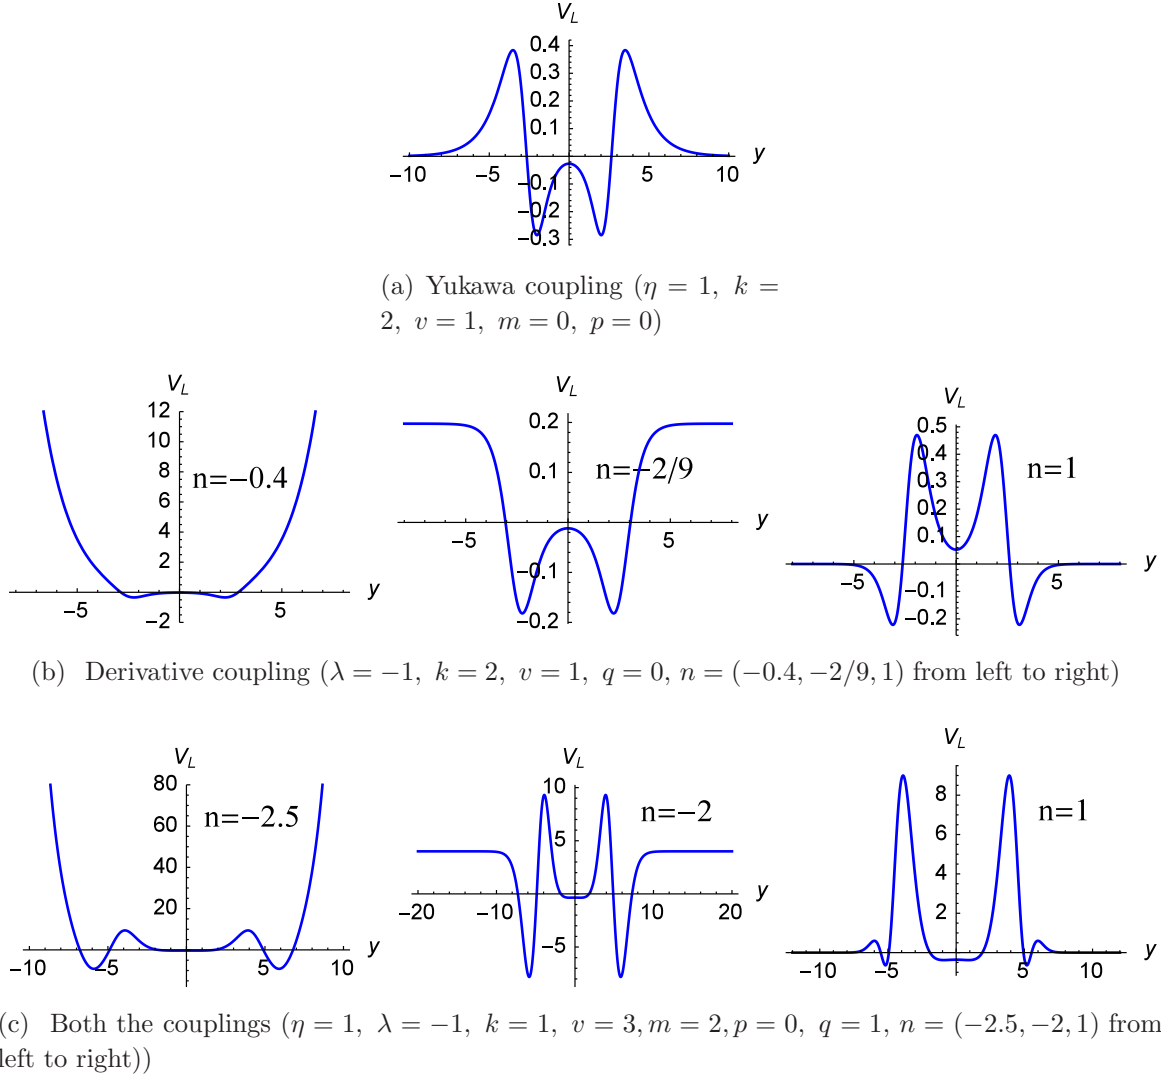 V_L
0.4
0.3
0.2
0.1
−10 −5 5 10 y
−0.1
−0.2
−0.3
(a) Yukawa coupling (η = 1, k =
2, v = 1, m = 0, p = 0)
V_L
12
10
8
n=−0.4
6
4
2
−5 5 y
−2
V_L
0.2
0.1
n=−2/9
−5 5 y
−0.1
−0.2
V_L
0.5
0.4
n=1
0.3
0.2
0.1
−5 5 y
−0.1
−0.2
(b) Derivative coupling (λ = −1, k = 2, v = 1, q = 0, n = (−0.4, −2/9, 1) from left to right)
V_L
80
60
n=−2.5
40
20
−10 −5 5 10 y
V_L
10
n=−2
5
−20 −10 10 20 y
−5
V_L
8
n=1
6
4
2
−10 −5 5 10 y
(c) Both the couplings (η = 1, λ = −1, k = 1, v = 3, m = 2, p = 0, q = 1, n = (−2.5, −2, 1) from
left to right))